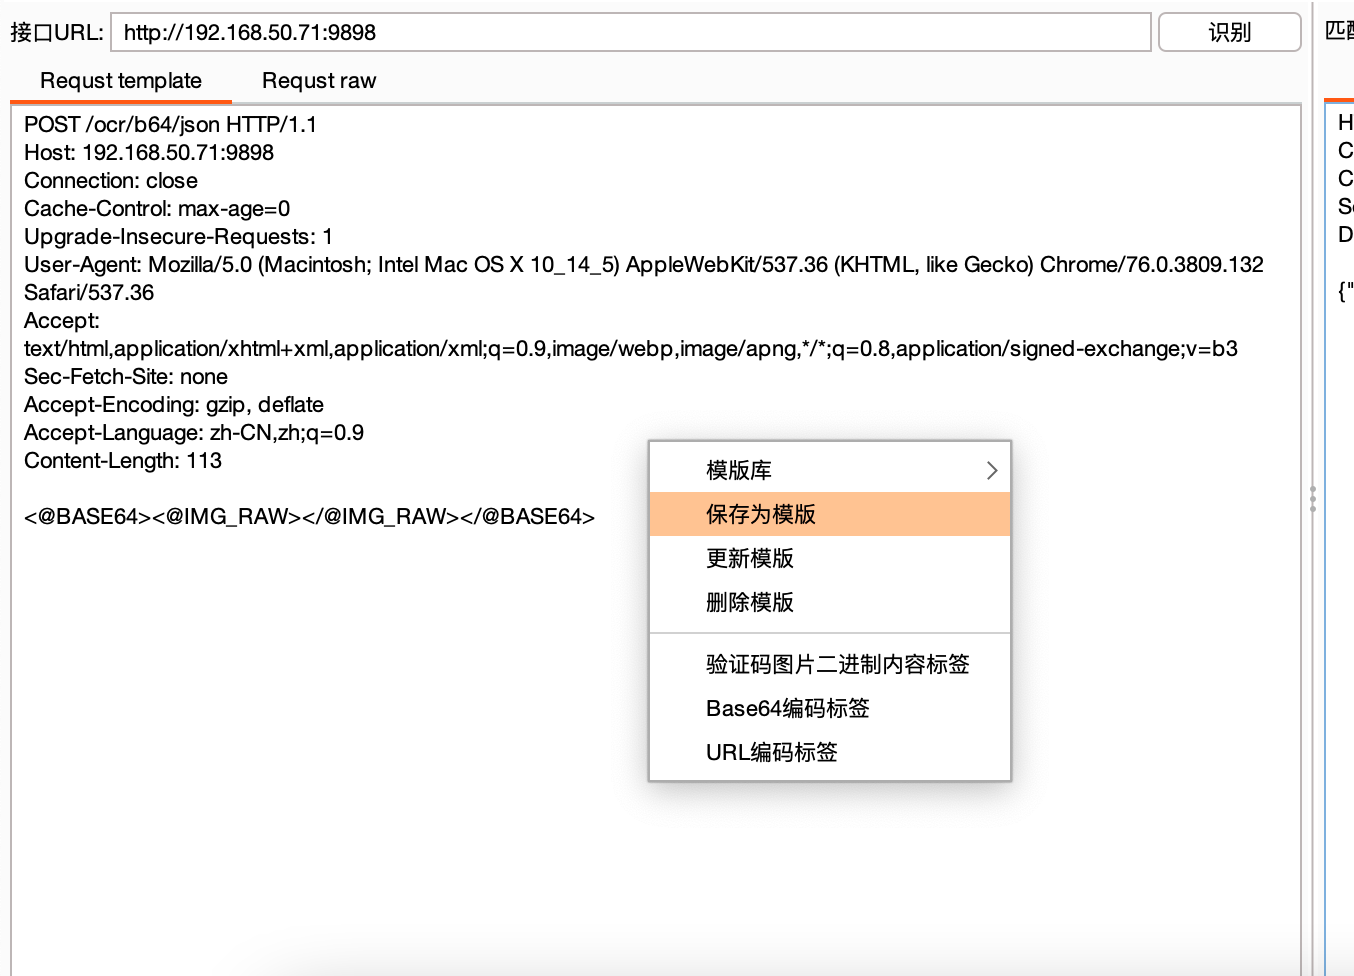 接口URL:
http://192.168.50.71:9898
识别
Requst template
Requst raw
POST /ocr/b64/json HTTP/1.1
Host: 192.168.50.71:9898
Connection: close
Cache-Control: max-age=0
Upgrade-Insecure-Requests: 1
User-Agent: Mozilla/5.0 (Macintosh; Intel Mac OS X 10_14_5) AppleWebKit/537.36 (KHTML, like Gecko) Chrome/76.0.3809.132
Safari/537.36
Accept:
text/html,application/xhtml+xml,application/xml;q=0.9,image/webp,image/apng,*/*;q=0.8,application/signed-exchange;v=b3
Sec-Fetch-Site: none
Accept-Encoding: gzip, deflate
Accept-Language: zh-CN,zh;q=0.9
Content-Length: 113
<@BASE64><@IMG_RAW></@IMG_RAW></@BASE64>
模版库
保存为模版
更新模版
删除模版
验证码图片二进制内容标签
Base64编码标签
URL编码标签